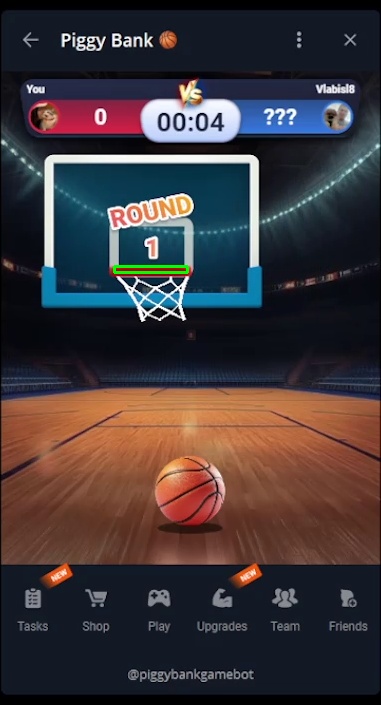 Piggy Bank 🏀
You
VS
Vlabisl8
0
00:04
???
ROUND
1
NEW
NEW
Tasks
Shop
Play
Upgrades
Team
Friends
@piggybankgamebot